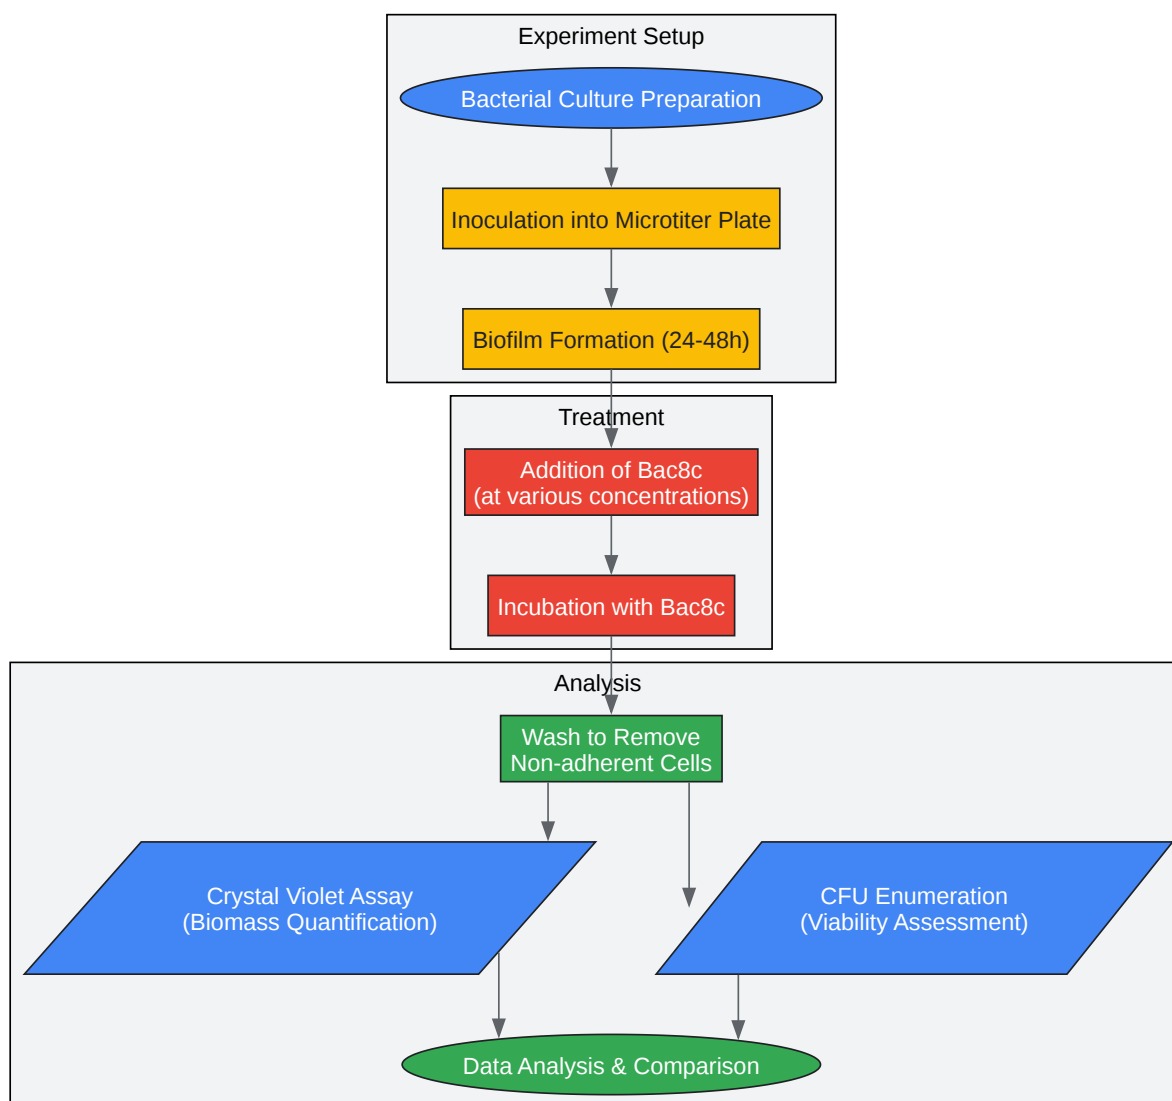 Experiment Setup
Bacterial Culture Preparation
Inoculation into Microtiter Plate
Biofilm Formation (24-48h)
Treatment
Addition of Bac8c
(at various concentrations)
Incubation with Bac8c
Analysis
Wash to Remove
Non-adherent Cells
Crystal Violet Assay
(Biomass Quantification)
CFU Enumeration
(Viability Assessment)
Data Analysis & Comparison